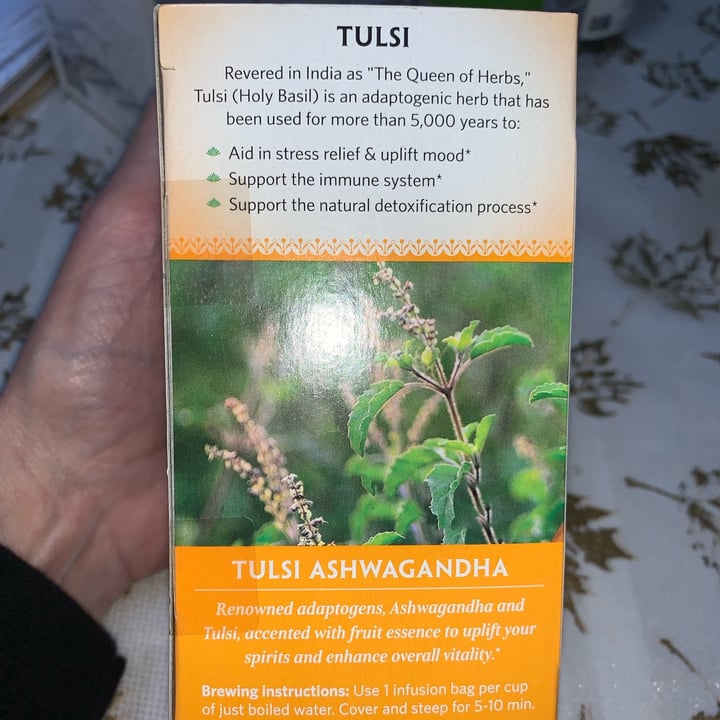 TULSI
Revered in India as "The Queen of Herbs,"
Tulsi (Holy Basil) is an adaptogenic herb that has
been used for more than 5,000 years to:
Aid in stress relief & uplift mood*
Support the immune system*
Support the natural detoxification process*
TULSI ASHWAGANDHA
Renowned adaptogens, Ashwagandha and
Tulsi, accented with fruit essence to uplift your
spirits and enhance overall vitality.*
Brewing instructions: Use 1 infusion bag per cup
of just boiled water. Cover and steep for 5-10 min.